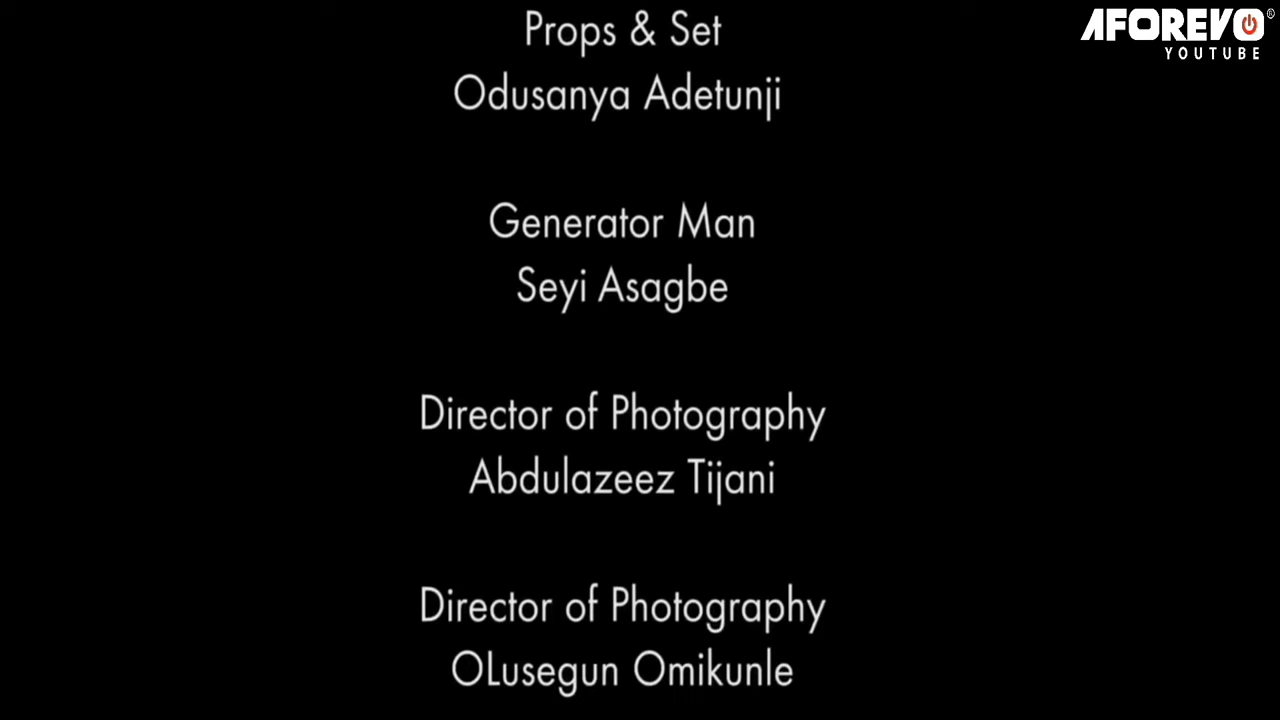 Props & Set
Odusanya Adetunji
Generator Man
Seyi Asagbe
Director of Photography
Abdulazeez Tijani
Director of Photography
OLusegun Omikunle
AFOREVO®
YOUTUBE